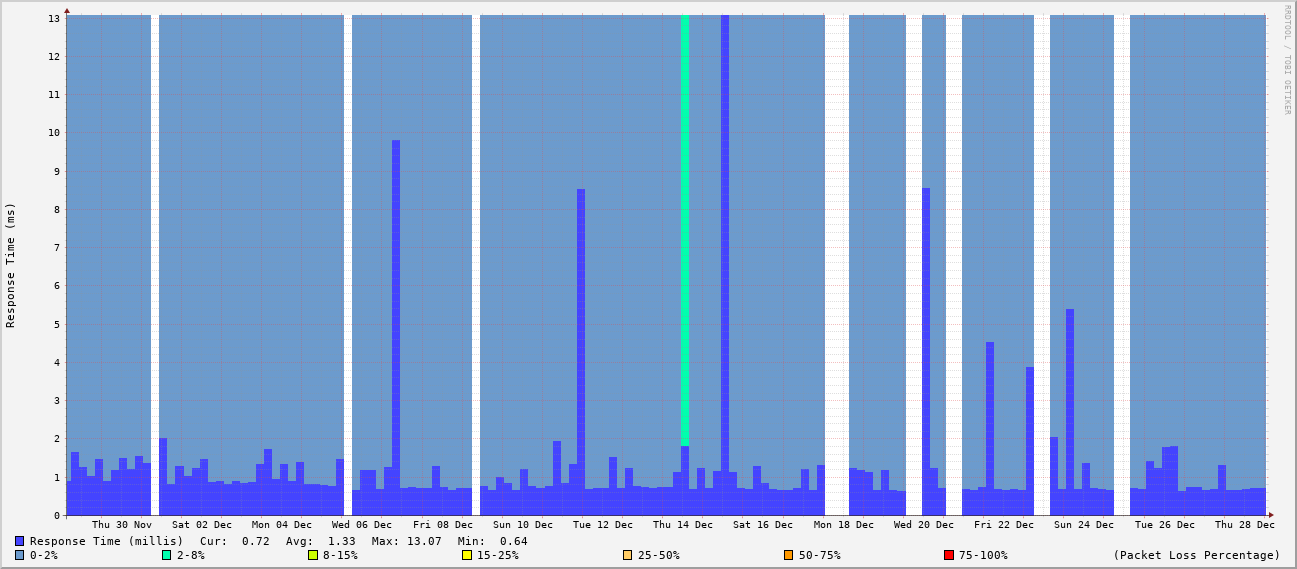 RRDTOOL / TOBI OETIKER
Response Time (ms)
13
12
11
10
9
8
7
6
5
4
3
2
1
0
Thu 30 Nov Sat 02 Dec Mon 04 Dec Wed 06 Dec Fri 08 Dec Sun 10 Dec Tue 12 Dec Thu 14 Dec Sat 16 Dec Mon 18 Dec Wed 20 Dec Fri 22 Dec Sun 24 Dec Tue 26 Dec Thu 28 Dec
Response Time (millis) Cur: 0.72 Avg: 1.33 Max: 13.07 Min: 0.64
0-2% 2-8% 8-15% 15-25% 25-50% 50-75% 75-100% (Packet Loss Percentage)